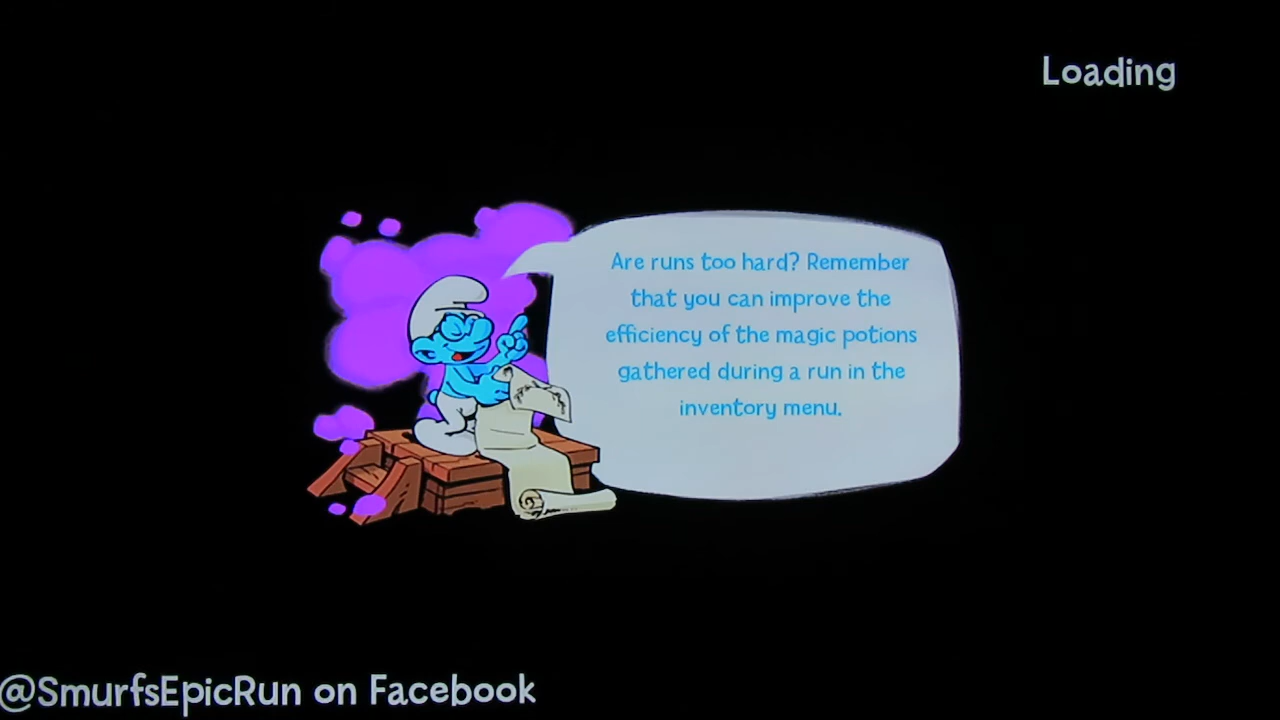 Loading
Are runs too hard? Remember
that you can improve the
efficiency of the magic potions
gathered during a run in the
inventory menu.
@SmurfsEpicRun on Facebook